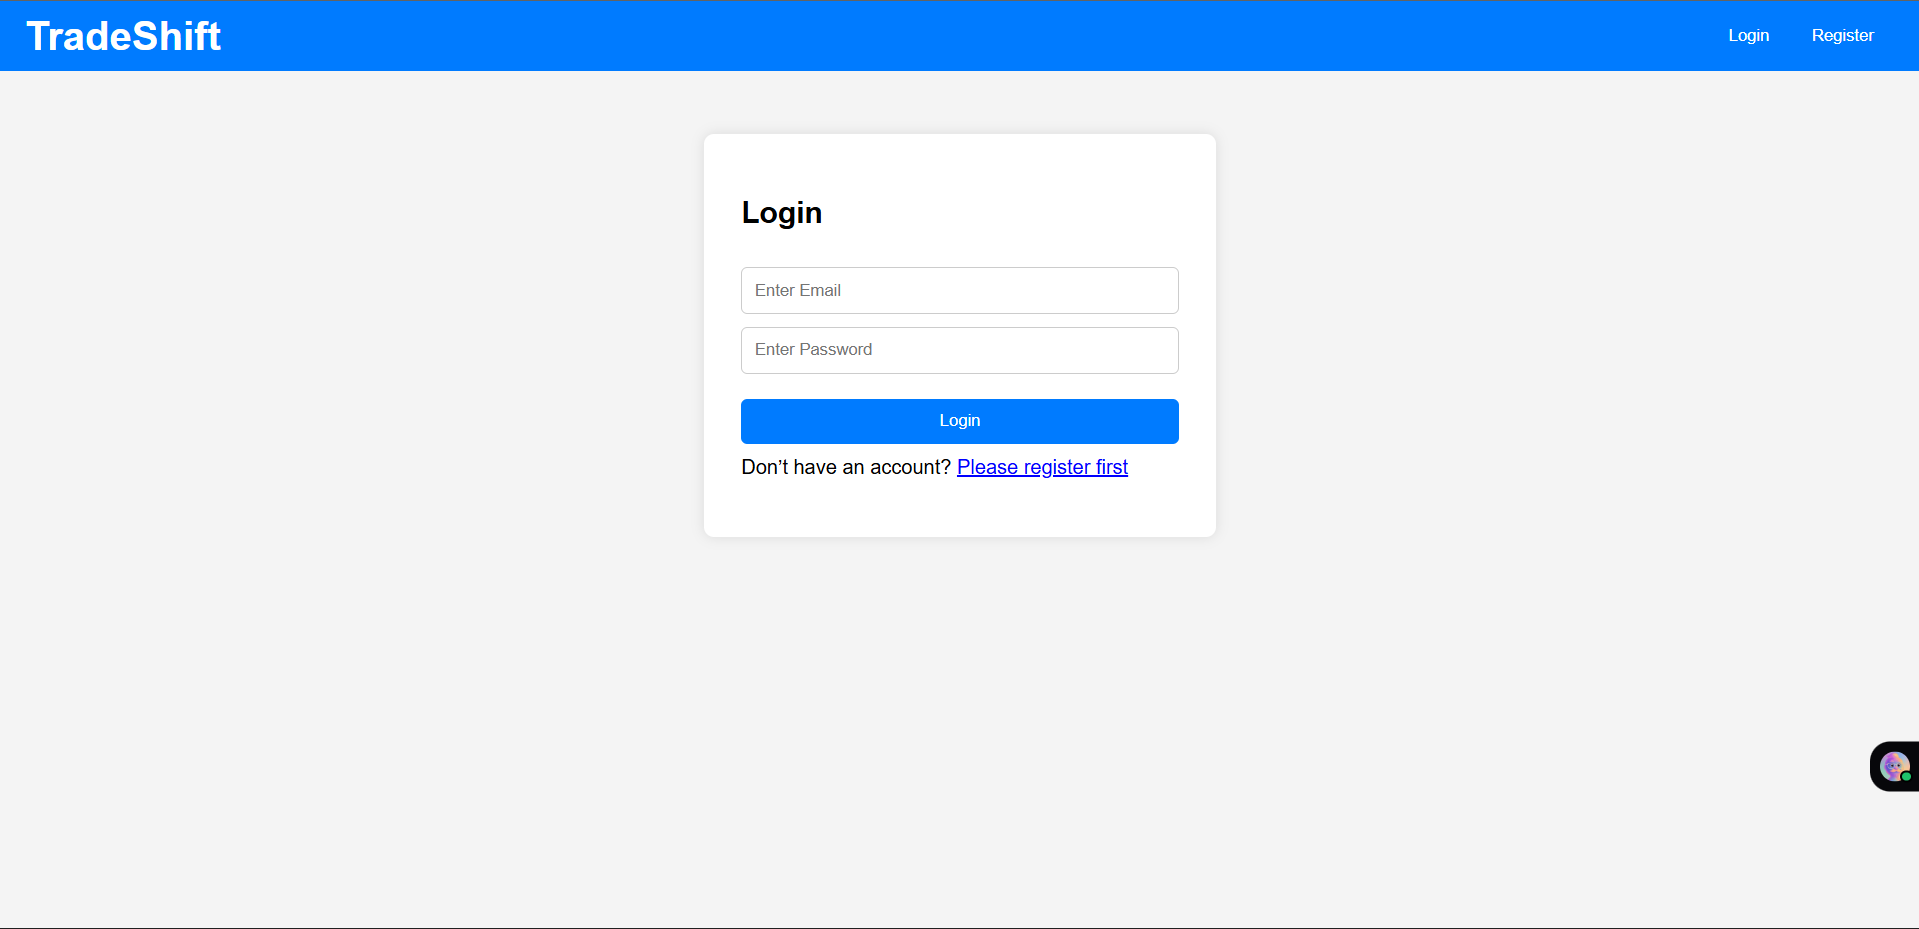 TradeShift
Login
Register
Login
Enter Email
Enter Password
Login
Don’t have an account? Please register first